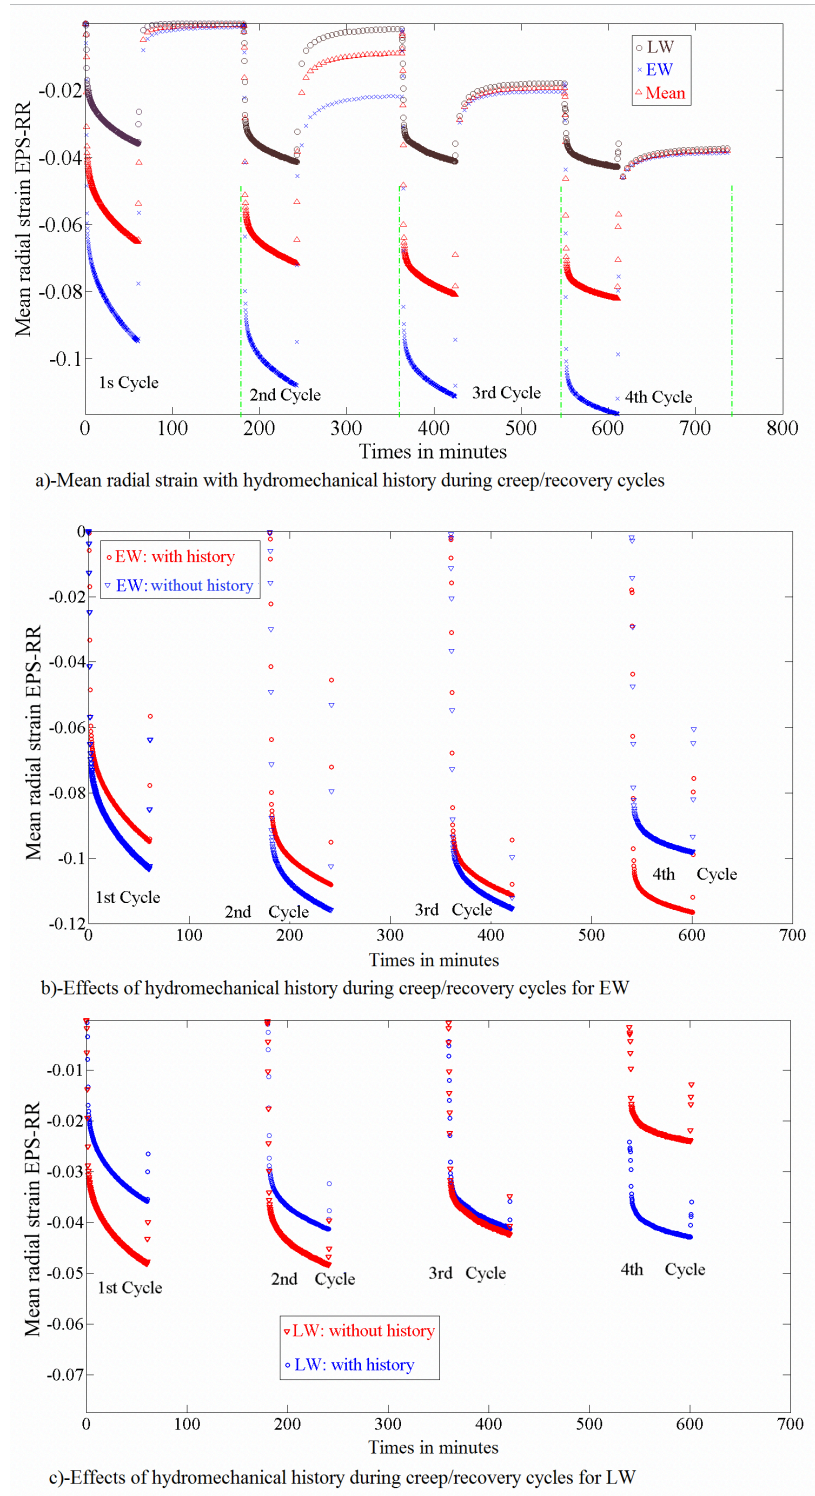 LW
EW
Mean
-0.02
-0.04
-0.06
-0.08
-0.1
Mean radial strain EPS-RR
1s Cycle
2nd Cycle
3rd Cycle
4th Cycle
0 100 200 300 400 500 600 700 800
Times in minutes
a)-Mean radial strain with hydromechanical history during creep/recovery cycles
0
-0.02
-0.04
-0.06
-0.08
-0.1
-0.12
Mean radial strain EPS-RR
EW: with history
EW: without history
1st Cycle
2nd Cycle
3rd Cycle
4th Cycle
0 100 200 300 400 500 600 700
Times in minutes
b)-Effects of hydromechanical history during creep/recovery cycles for EW
-0.01
-0.02
-0.03
-0.04
-0.05
-0.06
-0.07
Mean radial strain EPS-RR
1st Cycle
2nd Cycle
3rd Cycle
4th Cycle
LW: without history
LW: with history
0 100 200 300 400 500 600 700
Times in minutes
c)-Effects of hydromechanical history during creep/recovery cycles for LW